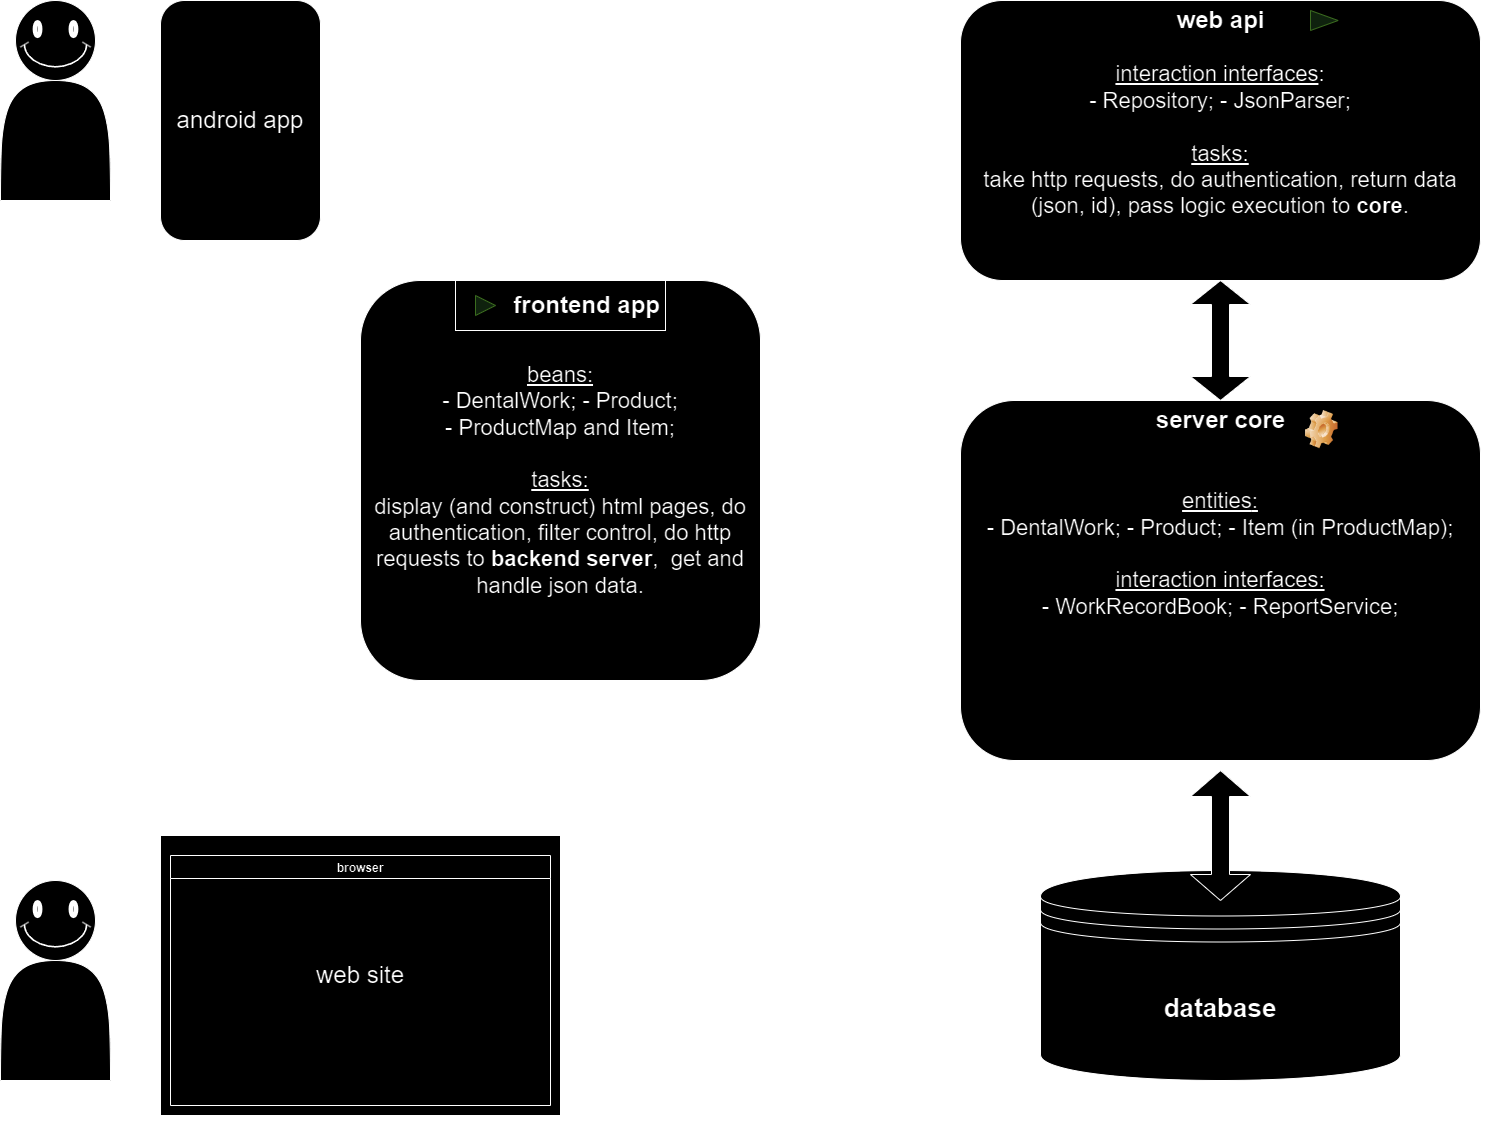 android app
web api
interaction interfaces:
- Repository; - JsonParser;
tasks:
take http requests, do authentication, return data
(json, id), pass logic execution to core.
frontend app
beans:
- DentalWork; - Product;
- ProductMap and Item;
tasks:
display (and construct) html pages, do
authentication, filter control, do http
requests to backend server,  get and
handle json data.
server core
entities:
- DentalWork; - Product; - Item (in ProductMap);
interaction interfaces:
- WorkRecordBook; - ReportService;
browser
web site
database